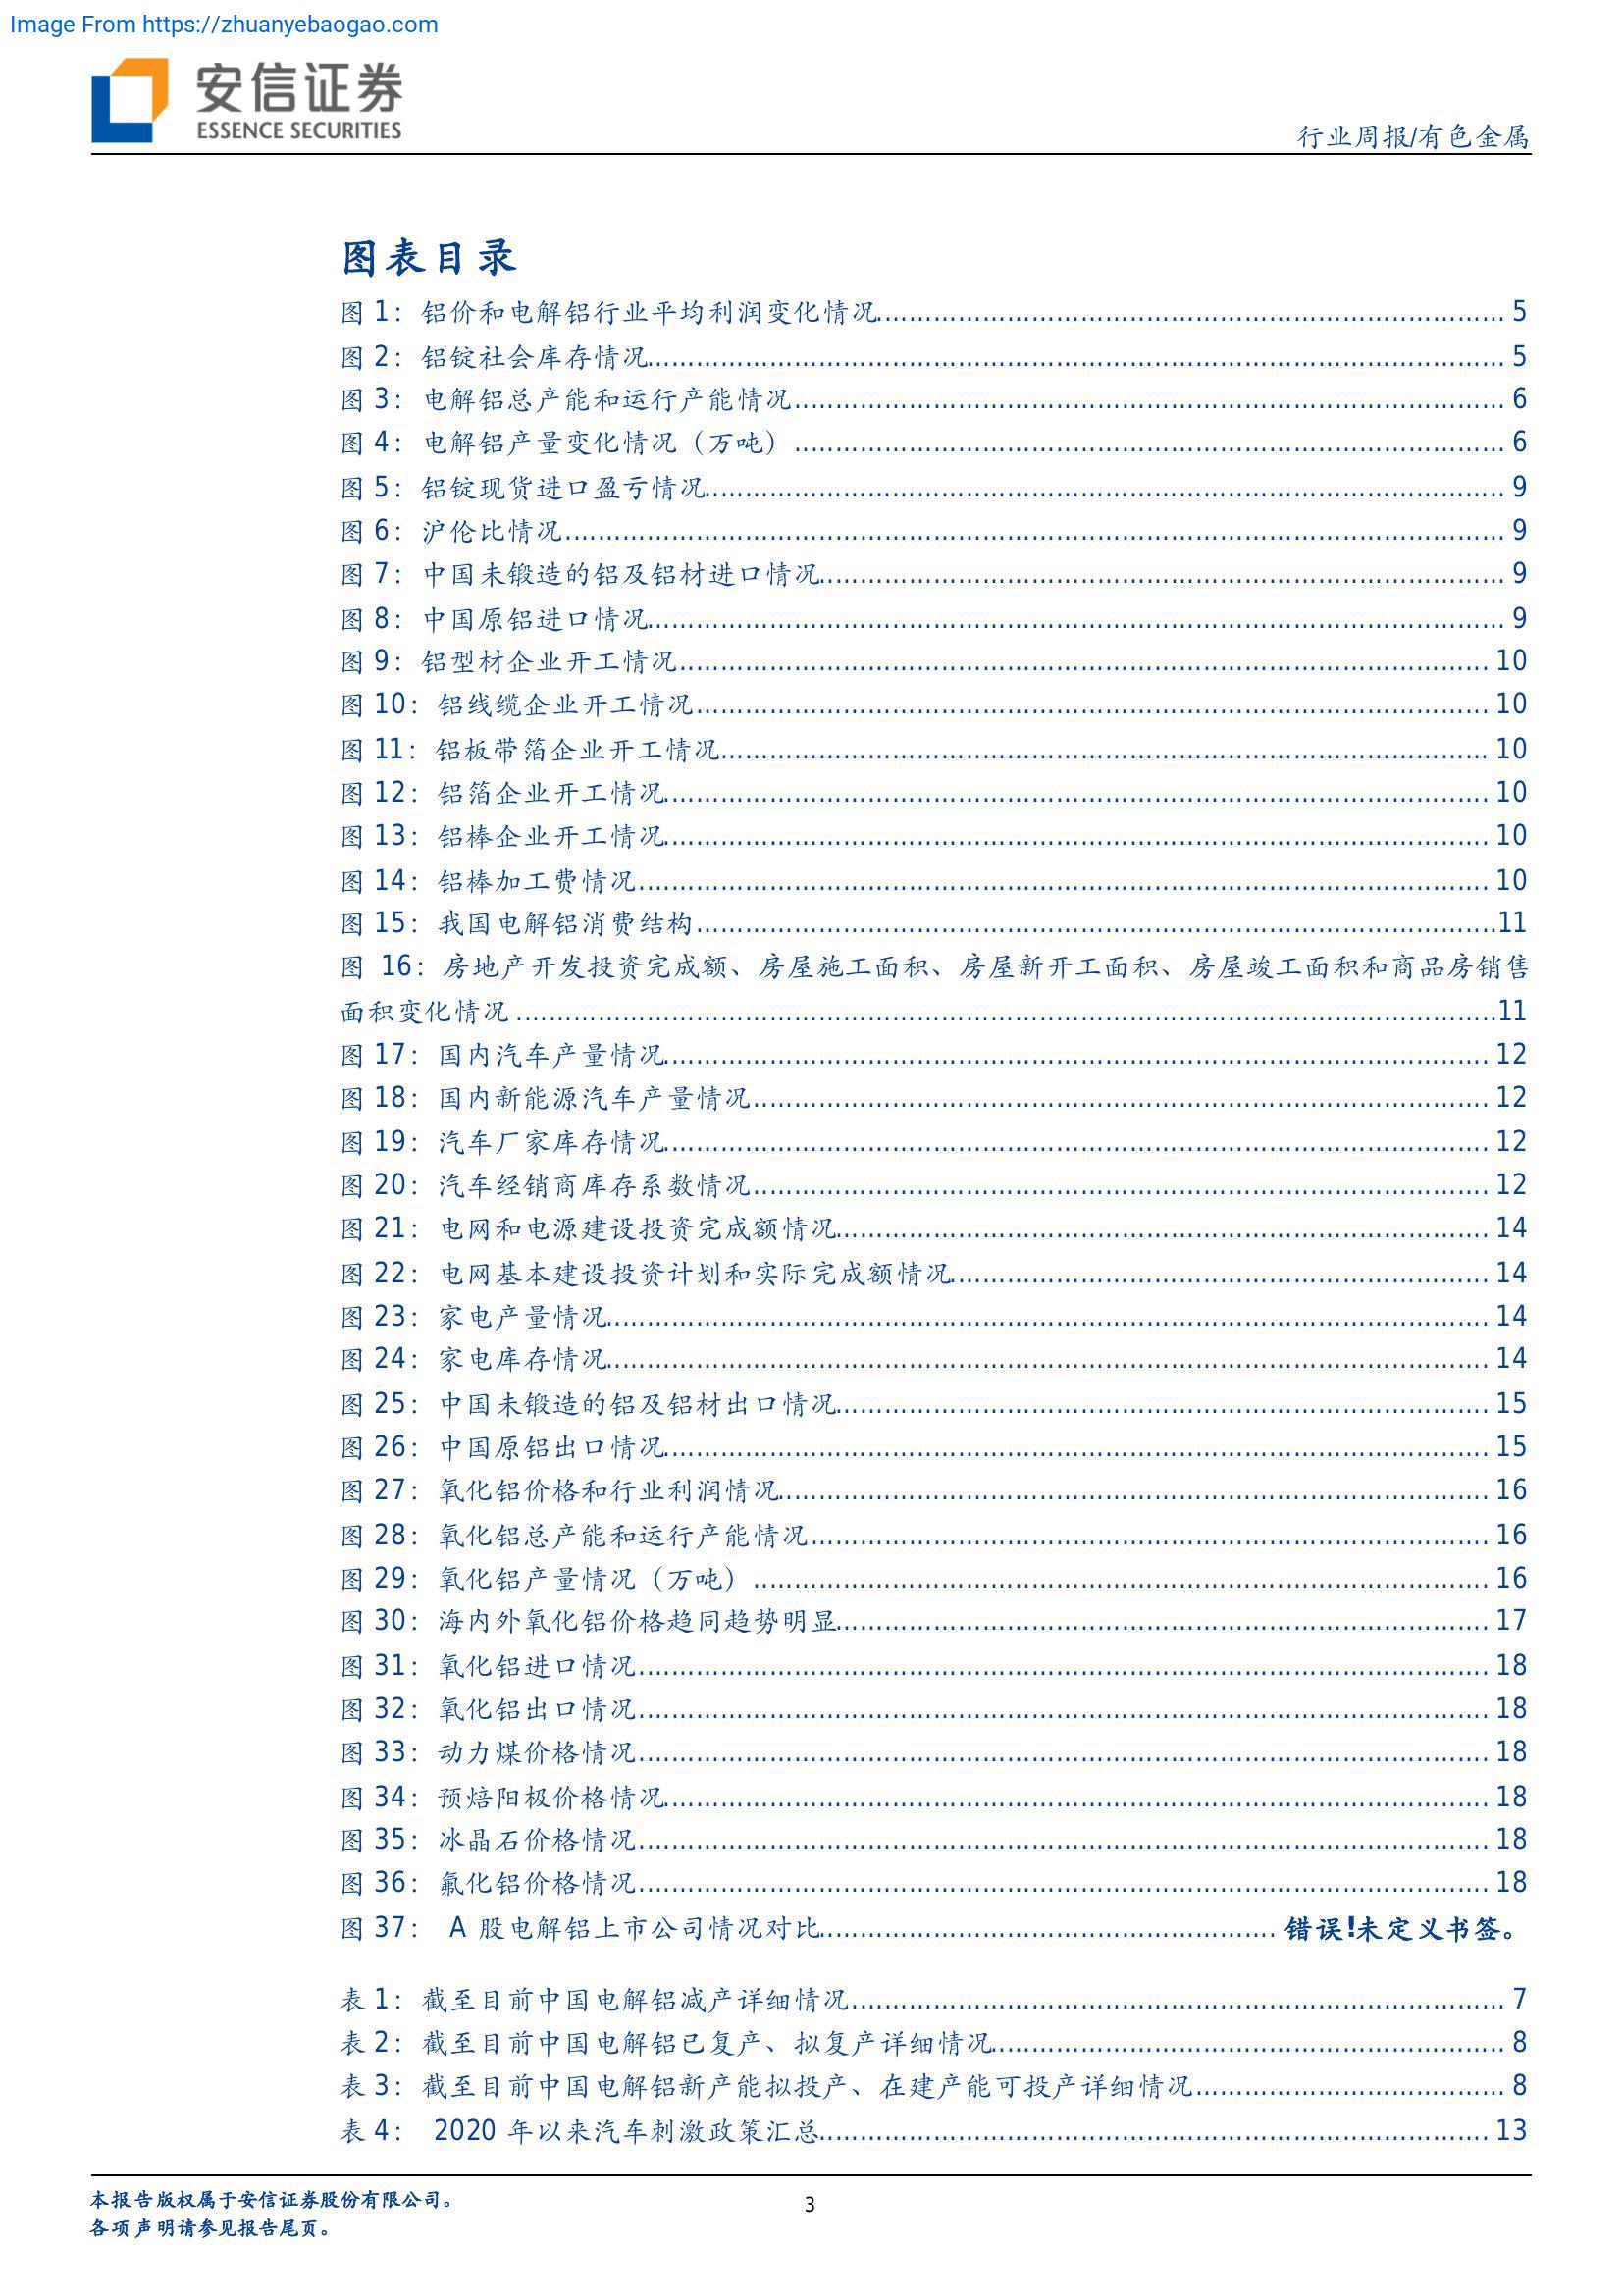 Image From https://zhuanyebaogao.com
安信证券
ESSENCE SECURITIES
行业周报/有色金属
图表目录
图 1：铝价和电解铝行业平均利润变化情况 5
图 2：铝锭社会库存情况 5
图 3：电解铝总产能和运行产能情况 6
图 4：电解铝产量变化情况（万吨） 6
图 5：铝锭现货进口盈亏情况 9
图 6：沪伦比情况 9
图 7：中国未锻造的铝及铝材进口情况 9
图 8：中国原铝进口情况 9
图 9：铝型材企业开工情况 10
图 10：铝线缆企业开工情况 10
图 11：铝板带箔企业开工情况 10
图 12：铝箔企业开工情况 10
图 13：铝棒企业开工情况 10
图 14：铝棒加工费情况 10
图 15：我国电解铝消费结构 11
图 16：房地产开发投资完成额、房屋施工面积、房屋新开工面积、房屋竣工面积和商品房销售
面积变化情况 11
图 17：国内汽车产量情况 12
图 18：国内新能源汽车产量情况 12
图 19：汽车厂家库存情况 12
图 20：汽车经销商库存系数情况 12
图 21：电网和电源建设投资完成额情况 14
图 22：电网基本建设投资计划和实际完成额情况 14
图 23：家电产量情况 14
图 24：家电库存情况 14
图 25：中国未锻造的铝及铝材出口情况 15
图 26：中国原铝出口情况 15
图 27：氧化铝价格和行业利润情况 16
图 28：氧化铝总产能和运行产能情况 16
图 29：氧化铝产量情况（万吨） 16
图 30：海内外氧化铝价格趋同趋势明显 17
图 31：氧化铝进口情况 18
图 32：氧化铝出口情况 18
图 33：动力煤价格情况 18
图 34：预焙阳极价格情况 18
图 35：冰晶石价格情况 18
图 36：氟化铝价格情况 18
图 37： A 股电解铝上市公司情况对比 错误!未定义书签。
表 1：截至目前中国电解铝减产详细情况 7
表 2：截至目前中国电解铝已复产、拟复产详细情况 8
表 3：截至目前中国电解铝新产能拟投产、在建产能可投产详细情况 8
表 4： 2020 年以来汽车刺激政策汇总 13
本报告版权属于安信证券股份有限公司。
3
各项声明请参见报告尾页。